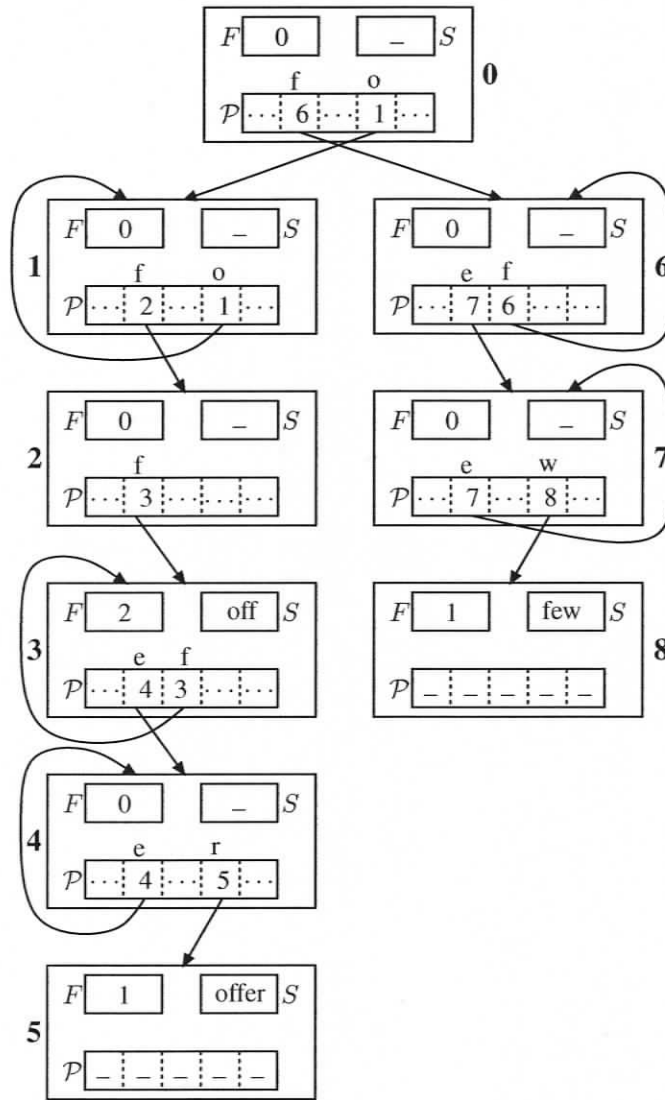 F 0 _ S
0
f o
P ... 6 ... 1 ...
F 0 _ S
1
f o
P ... 2 ... 1 ...
F 0 _ S
6
e f
P ... 7 6 ... ...
F 0 _ S
2
f
P ... 3 ... ... ...
F 0 _ S
7
e w
P ... 7 ... 8 ...
F 2 off S
3
e f
P ... 4 3 ... ...
F 1 few S
8
P _ _ _ _ _
F 0 _ S
4
e r
P ... 4 ... 5 ...
F 1 offer S
5
P _ _ _ _ _